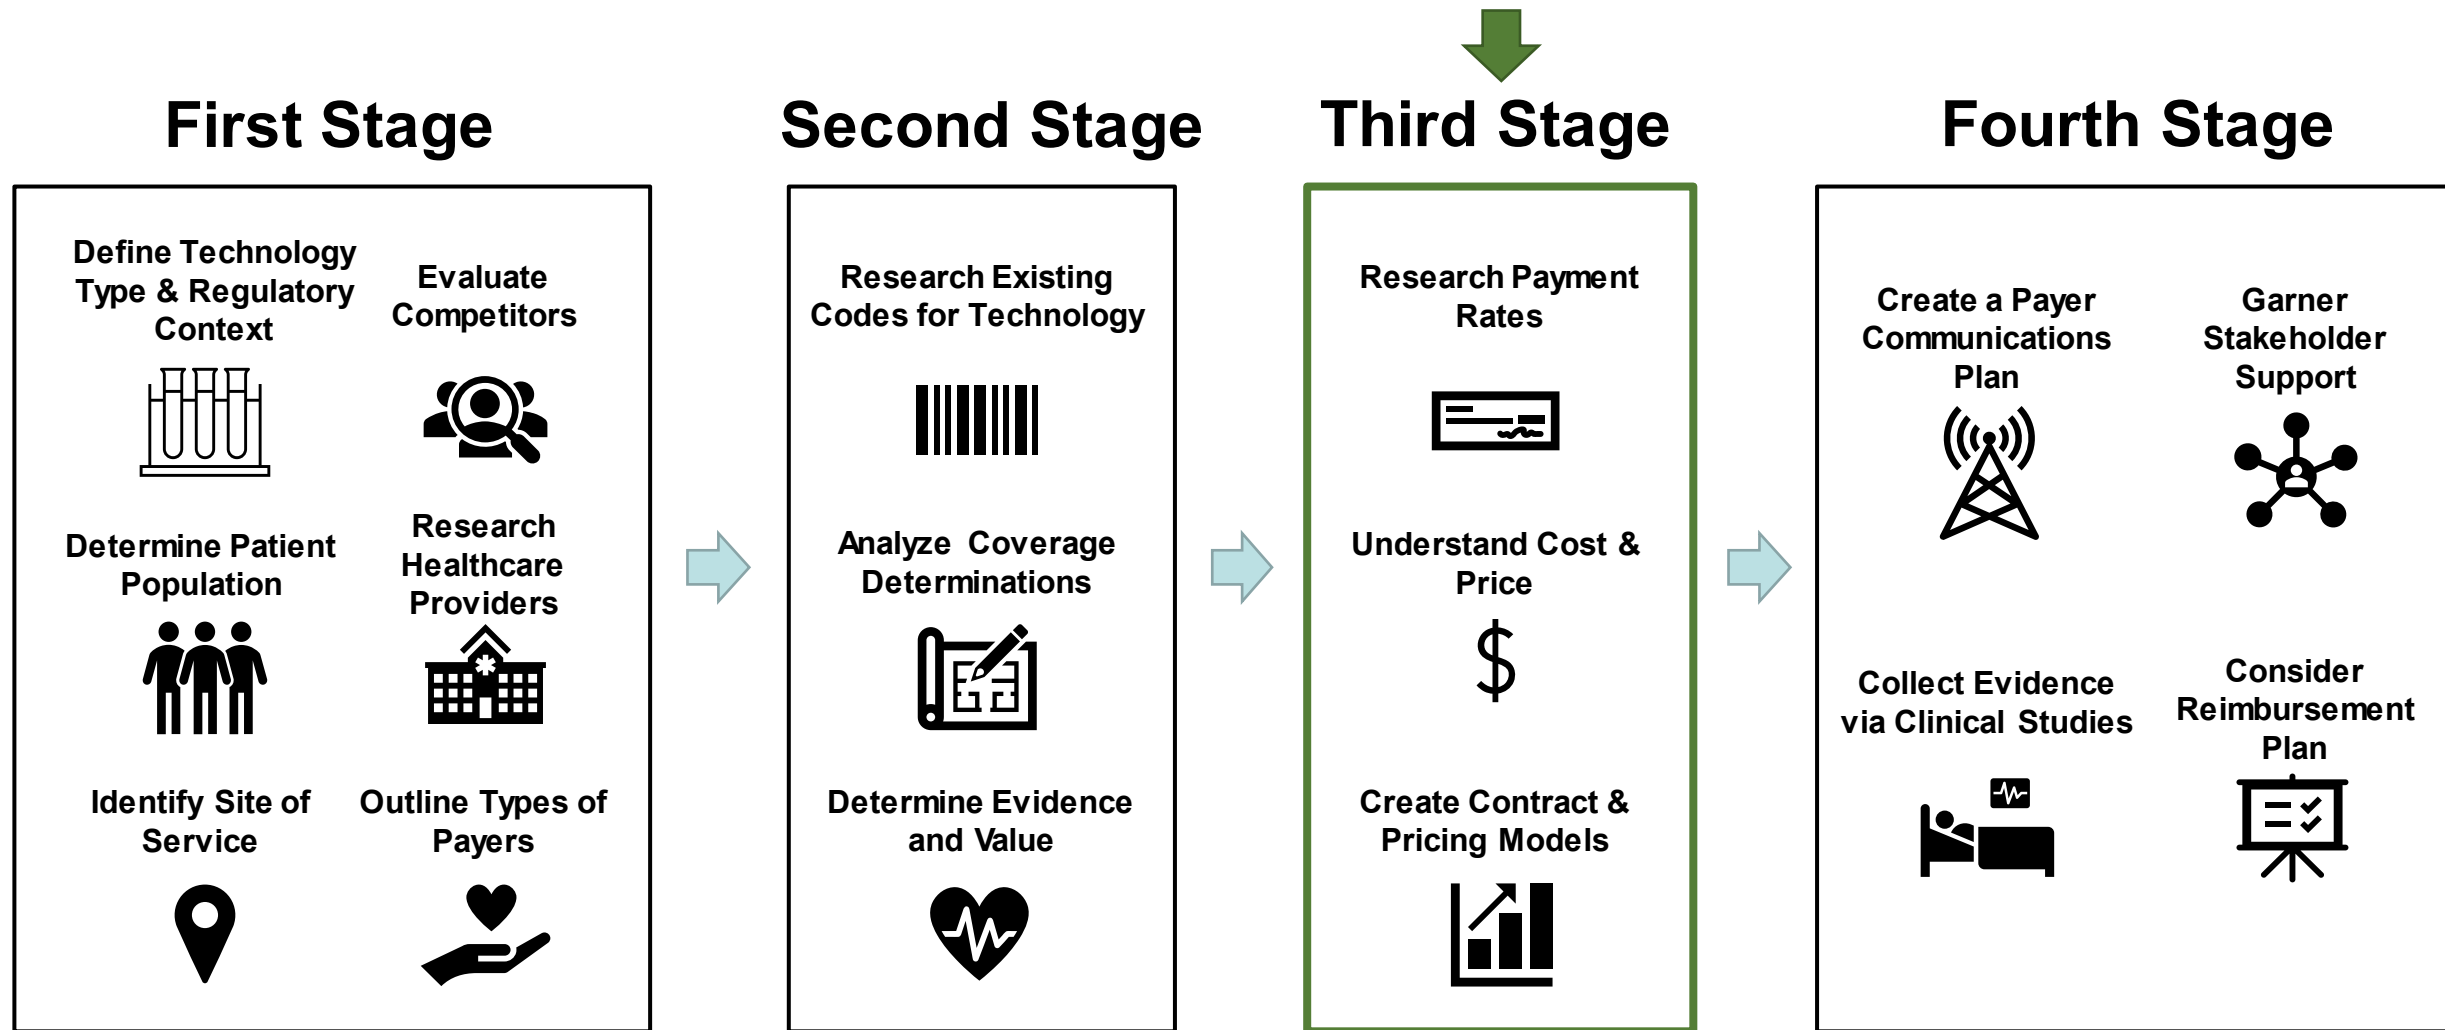 First Stage
Second Stage
Third Stage
Fourth Stage
Define Technology
Type & Regulatory
Context
Evaluate
Competitors
Determine Patient
Population
Research
Healthcare
Providers
Identify Site of
Service
Outline Types of
Payers
Research Existing
Codes for Technology
Analyze Coverage
Determinations
Determine Evidence
and Value
Research Payment
Rates
Understand Cost &
Price
$
Create Contract &
Pricing Models
Create a Payer
Communications
Plan
Garner
Stakeholder
Support
Collect Evidence
via Clinical Studies
Consider
Reimbursement
Plan